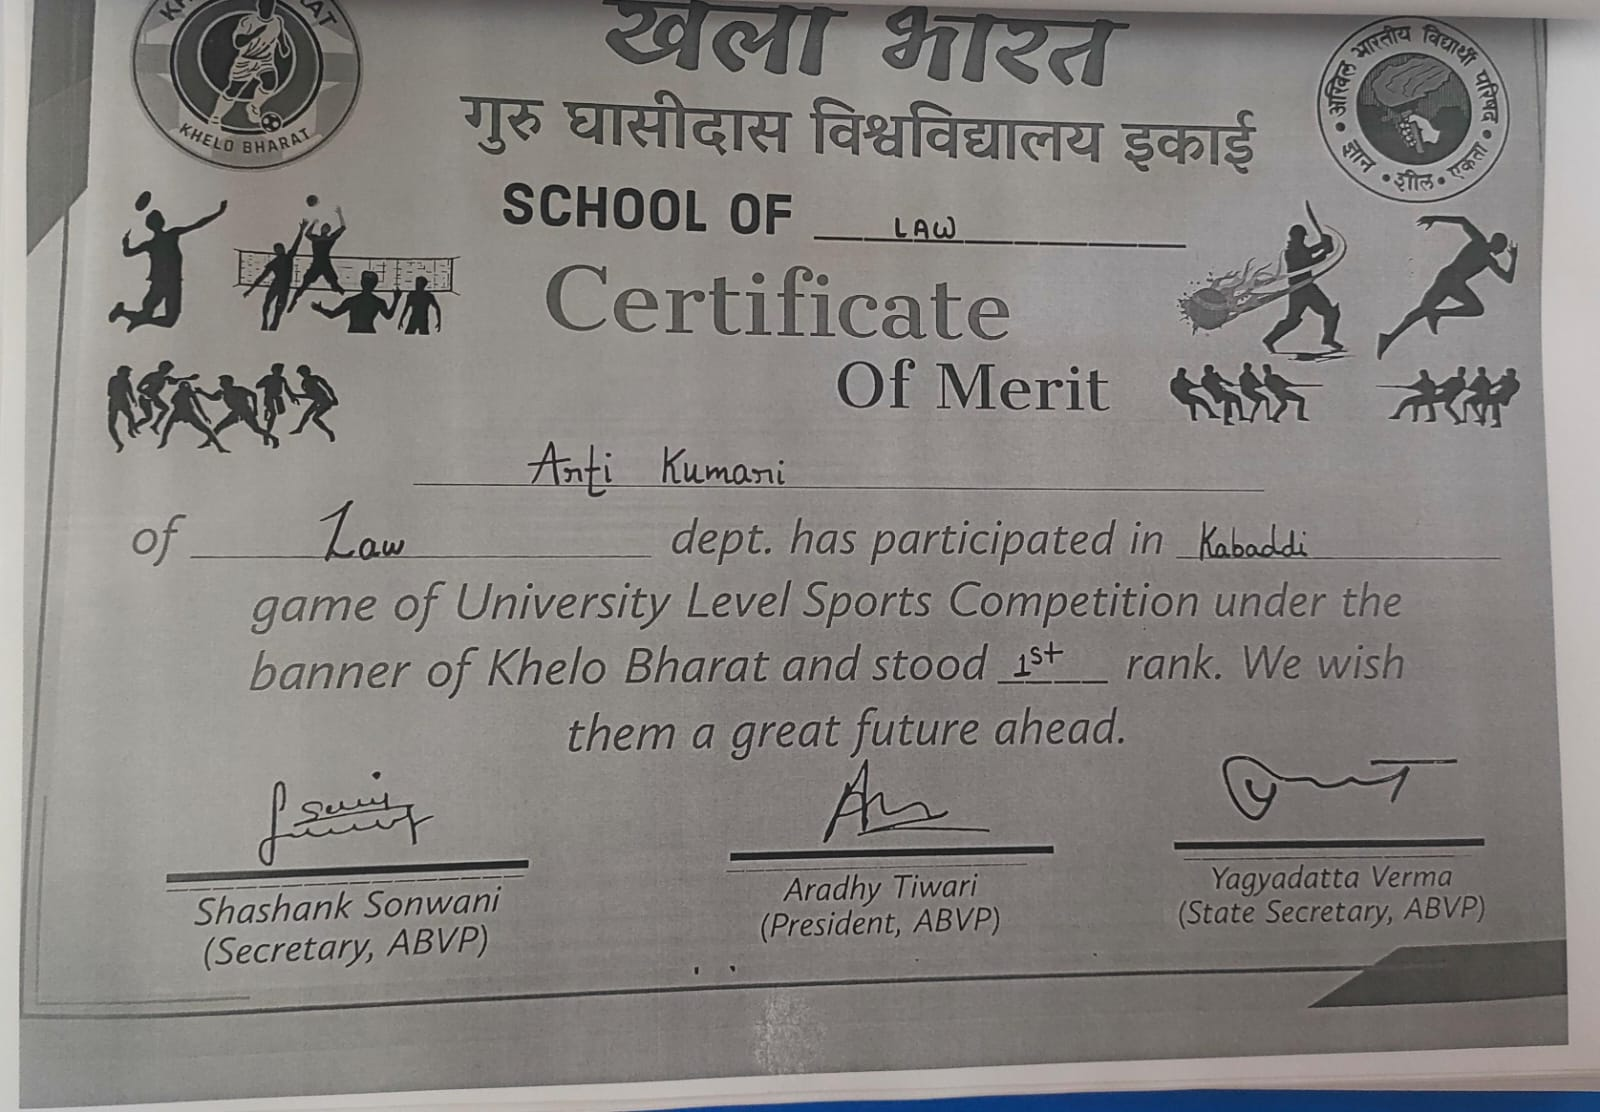 KHELO BHARAT
खेलो भारत
अखिल भारतीय विद्यार्थी परिषद
ज्ञान • शील • एकता
गुरु घासीदास विश्वविद्यालय इकाई
SCHOOL OF LAW
Certificate
Of Merit
Arti Kumari
of Law dept. has participated in Kabaddi
game of University Level Sports Competition under the
banner of Khelo Bharat and stood 1st rank. We wish
them a great future ahead.
Shashank Sonwani
(Secretary, ABVP)
Aradhy Tiwari
(President, ABVP)
Yagyadatta Verma
(State Secretary, ABVP)